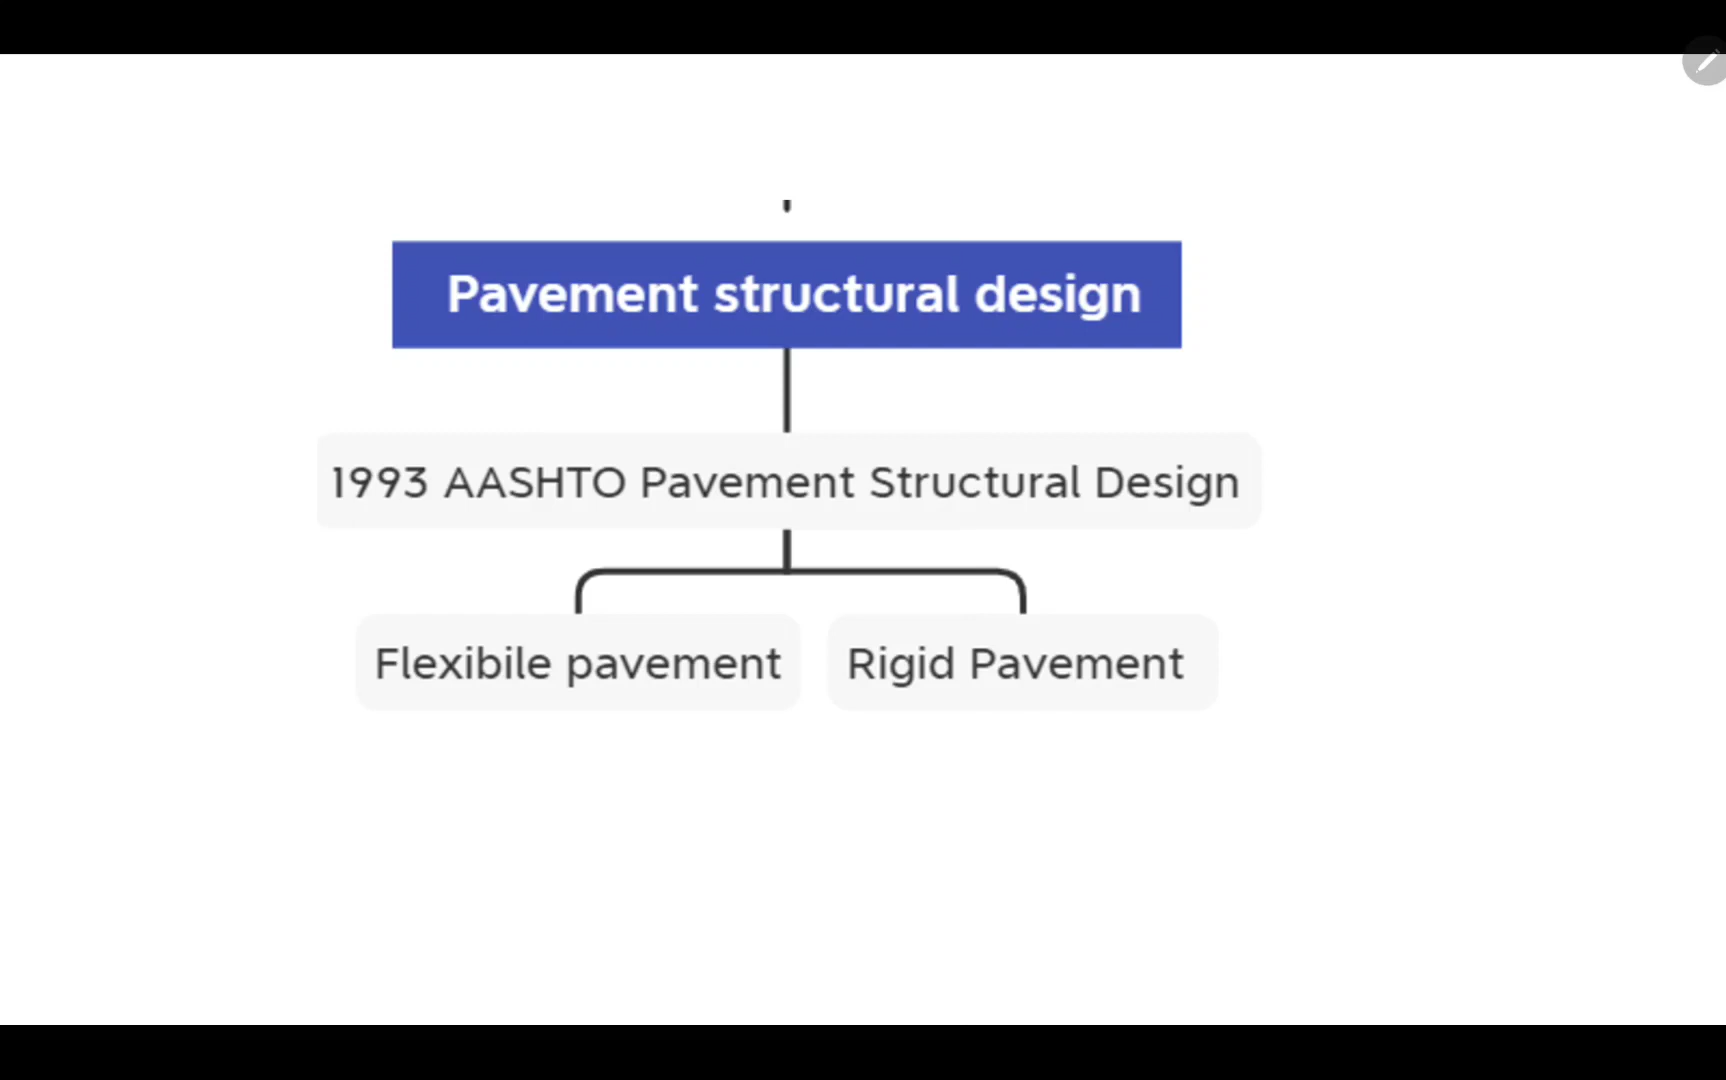 Pavement structural design
1993 AASHTO Pavement Structural Design
Flexibile pavement
Rigid Pavement